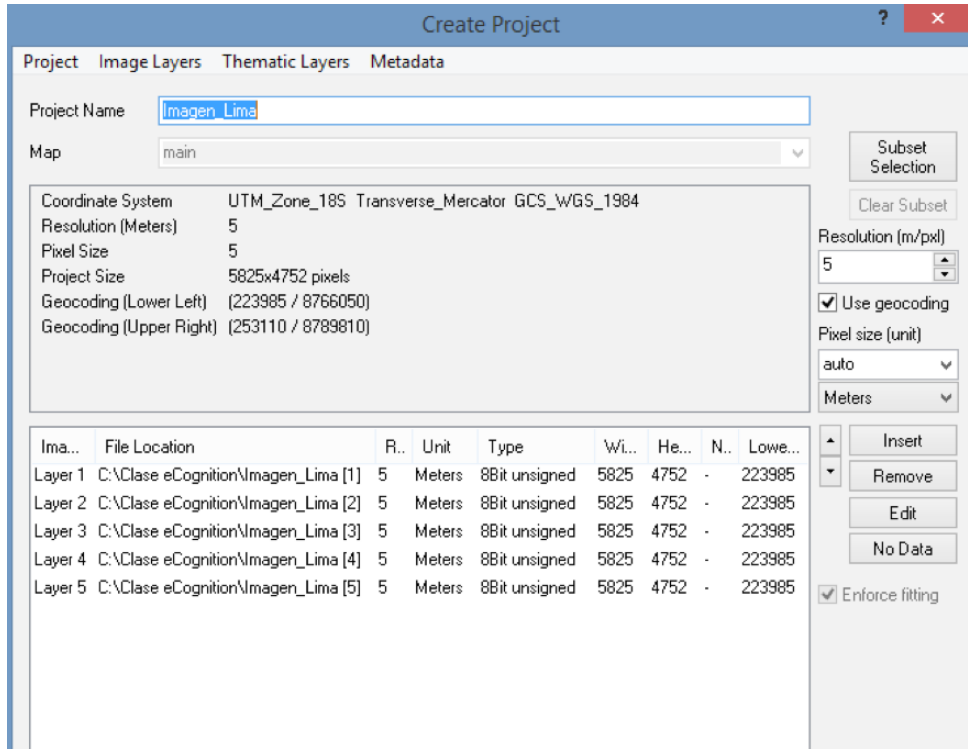 Create Project
?
×
Project Image Layers Thematic Layers Metadata
Project Name Imagen_Lima
Map main
Subset Selection
Clear Subset
Coordinate System UTM_Zone_18S Transverse_Mercator GCS_WGS_1984
Resolution (Meters) 5
Pixel Size 5
Project Size 5825x4752 pixels
Geocoding (Lower Left) (223985 / 8766050)
Geocoding (Upper Right) (253110 / 8789810)
Resolution (m/pxl)
5
Use geocoding
Pixel size (unit)
auto
Meters
Ima... File Location R.. Unit Type Wi... He... N.. Lowe...
Layer 1 C:\Clase eCognition\Imagen_Lima [1] 5 Meters 8Bit unsigned 5825 4752 - 223985
Layer 2 C:\Clase eCognition\Imagen_Lima [2] 5 Meters 8Bit unsigned 5825 4752 - 223985
Layer 3 C:\Clase eCognition\Imagen_Lima [3] 5 Meters 8Bit unsigned 5825 4752 - 223985
Layer 4 C:\Clase eCognition\Imagen_Lima [4] 5 Meters 8Bit unsigned 5825 4752 - 223985
Layer 5 C:\Clase eCognition\Imagen_Lima [5] 5 Meters 8Bit unsigned 5825 4752 - 223985
Insert
Remove
Edit
No Data
Enforce fitting